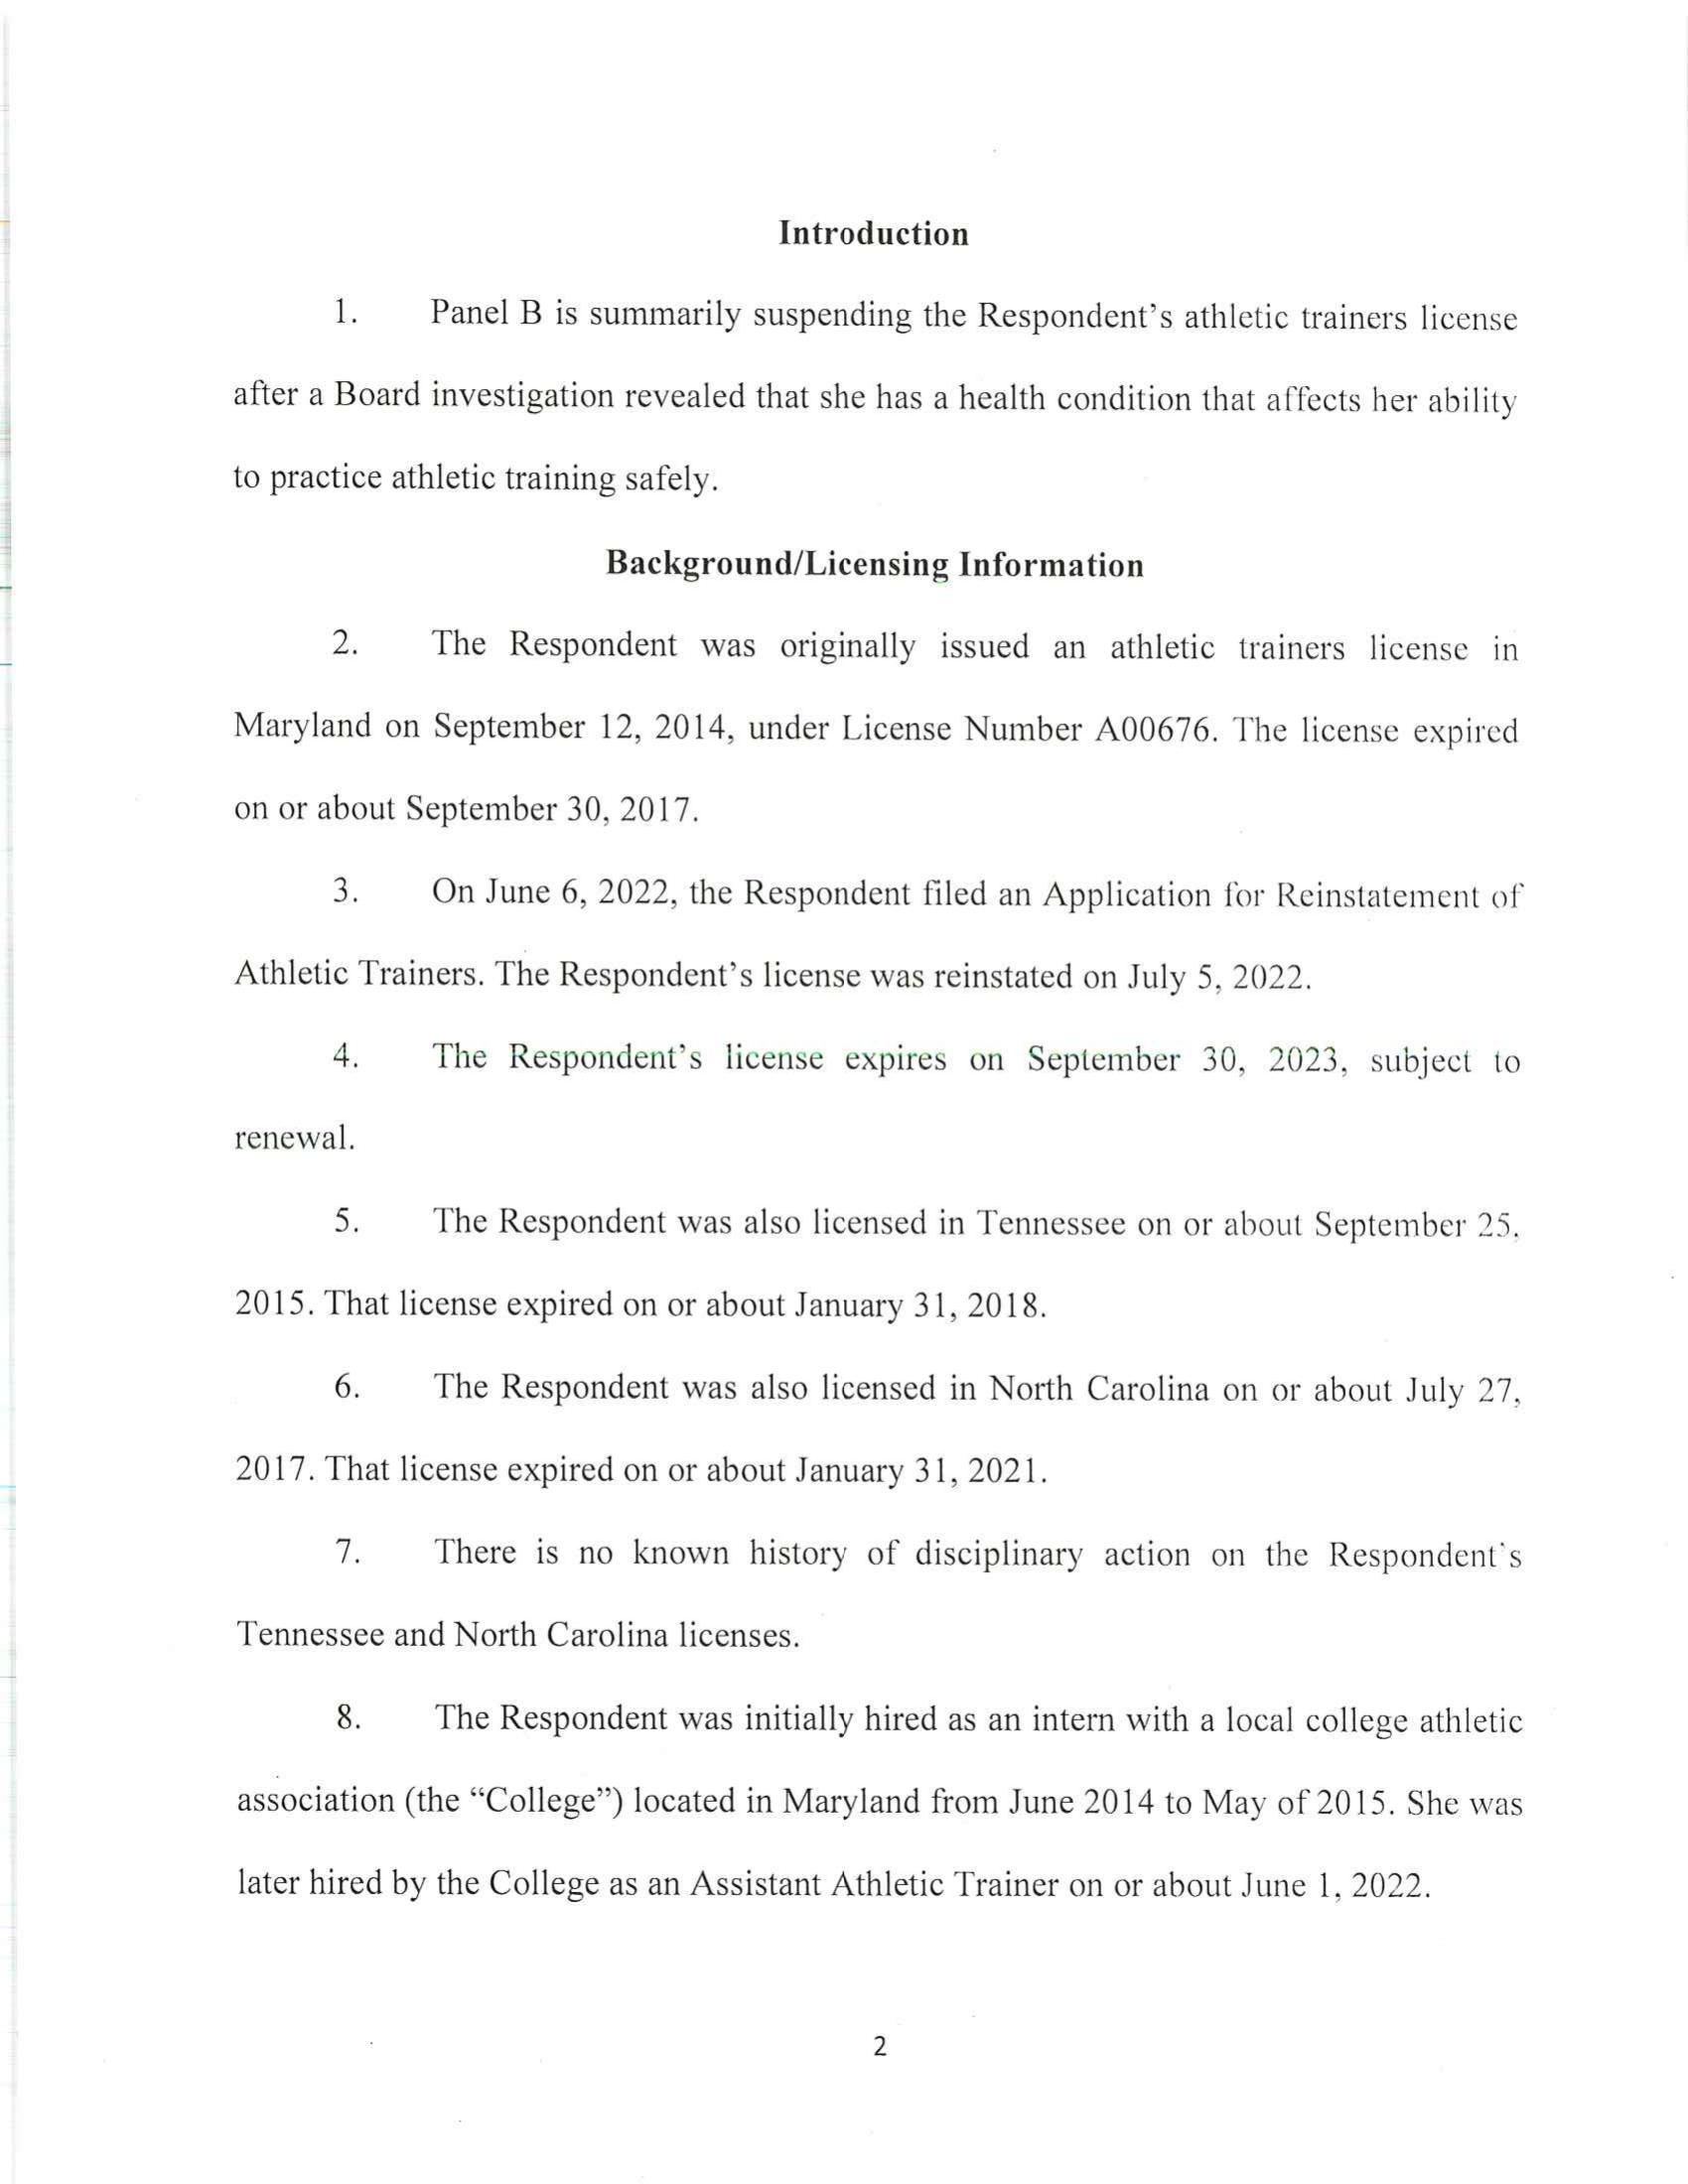 Introduction
1. Panel B is summarily suspending the Respondent's athletic trainers license
after a Board investigation revealed that she has a health condition that affects her ability
to practice athletic training safely.
Background/Licensing Information
2. The Respondent was originally issued an athletic trainers license in
Maryland on September 12, 2014, under License Number A00676. The license expired
on or about September 30, 2017.
3. On June 6, 2022, the Respondent filed an Application for Reinstatement of
Athletic Trainers. The Respondent's license was reinstated on July 5, 2022.
4. The Respondent's license expires on September 30, 2023, subject to
renewal.
5. The Respondent was also licensed in Tennessee on or about September 25,
2015. That license expired on or about January 31, 2018.
6. The Respondent was also licensed in North Carolina on or about July 27,
2017. That license expired on or about January 31, 2021.
7. There is no known history of disciplinary action on the Respondent's
Tennessee and North Carolina licenses.
8. The Respondent was initially hired as an intern with a local college athletic
association (the “College”) located in Maryland from June 2014 to May of 2015. She was
later hired by the College as an Assistant Athletic Trainer on or about June 1, 2022.
2